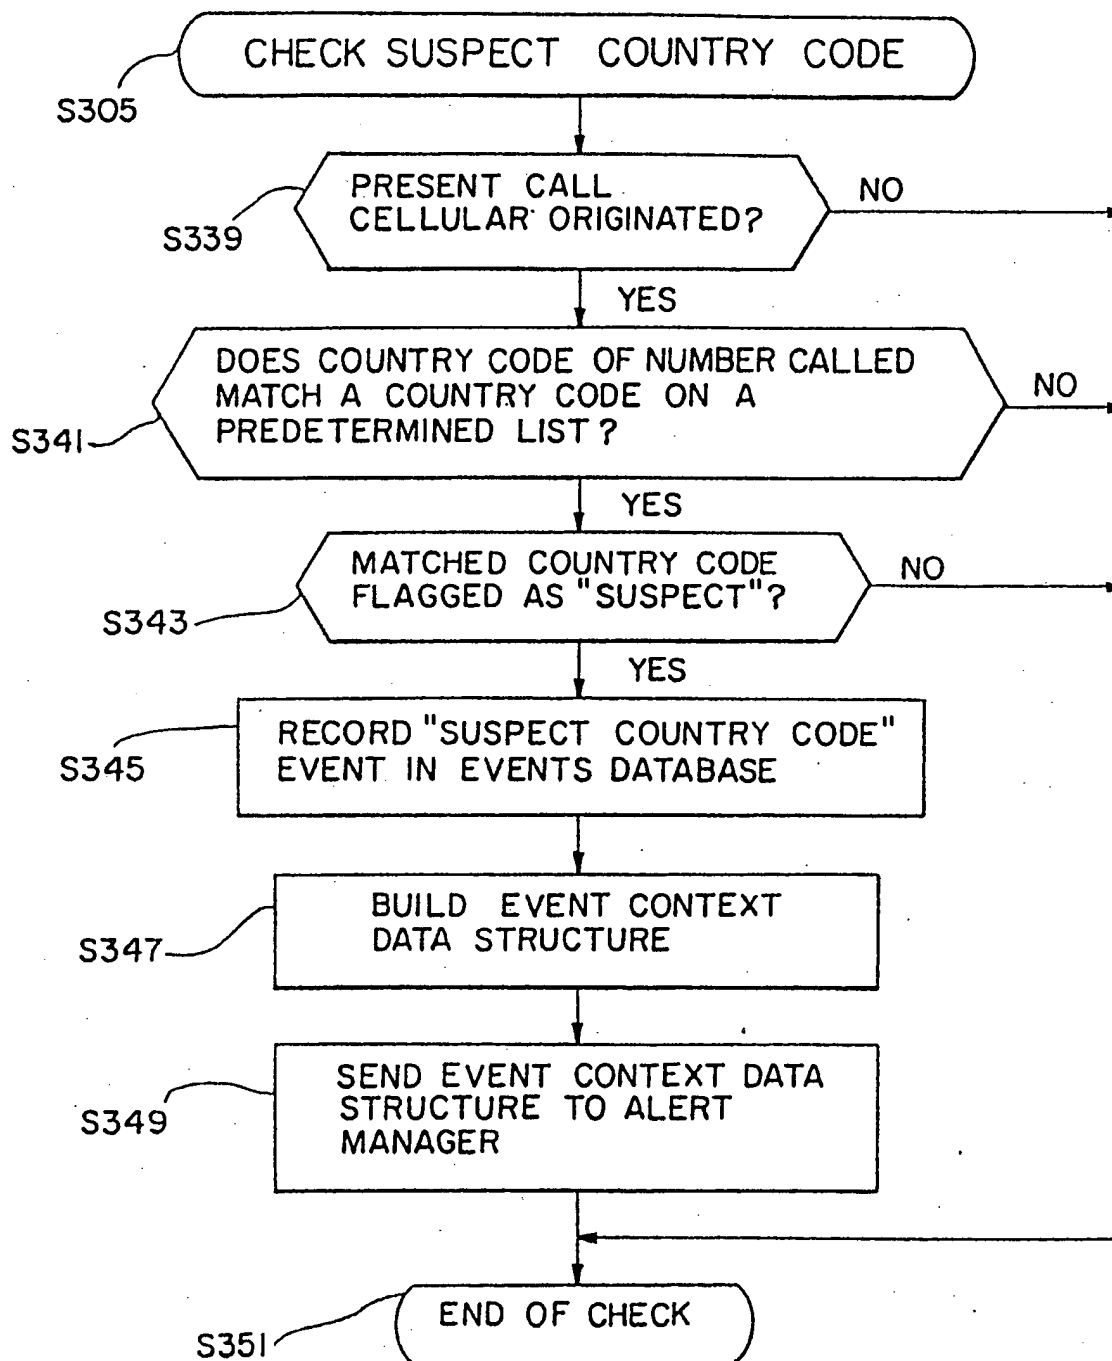 CHECK SUSPECT COUNTRY CODE
S305
PRESENT CALL
CELLULAR ORIGINATED?
NO
S339
YES
DOES COUNTRY CODE OF NUMBER CALLED
MATCH A COUNTRY CODE ON A
PREDETERMINED LIST?
NO
S341
YES
MATCHED COUNTRY CODE
FLAGGED AS "SUSPECT"?
NO
S343
YES
RECORD "SUSPECT COUNTRY CODE"
EVENT IN EVENTS DATABASE
S345
BUILD EVENT CONTEXT
DATA STRUCTURE
S347
SEND EVENT CONTEXT DATA
STRUCTURE TO ALERT
MANAGER
S349
END OF CHECK
S351